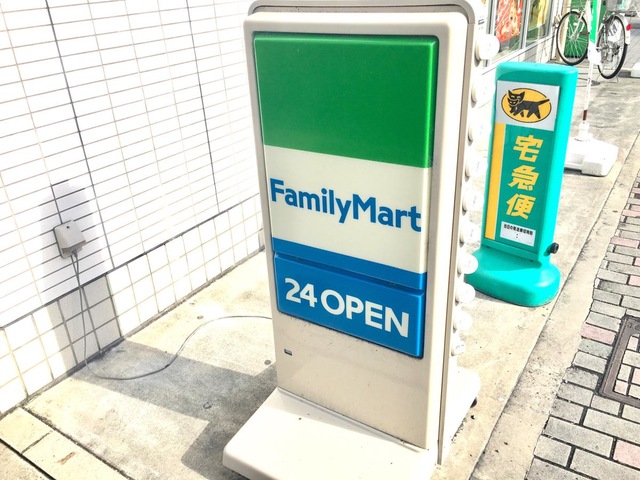 FamilyMart
24 OPEN
宅急便